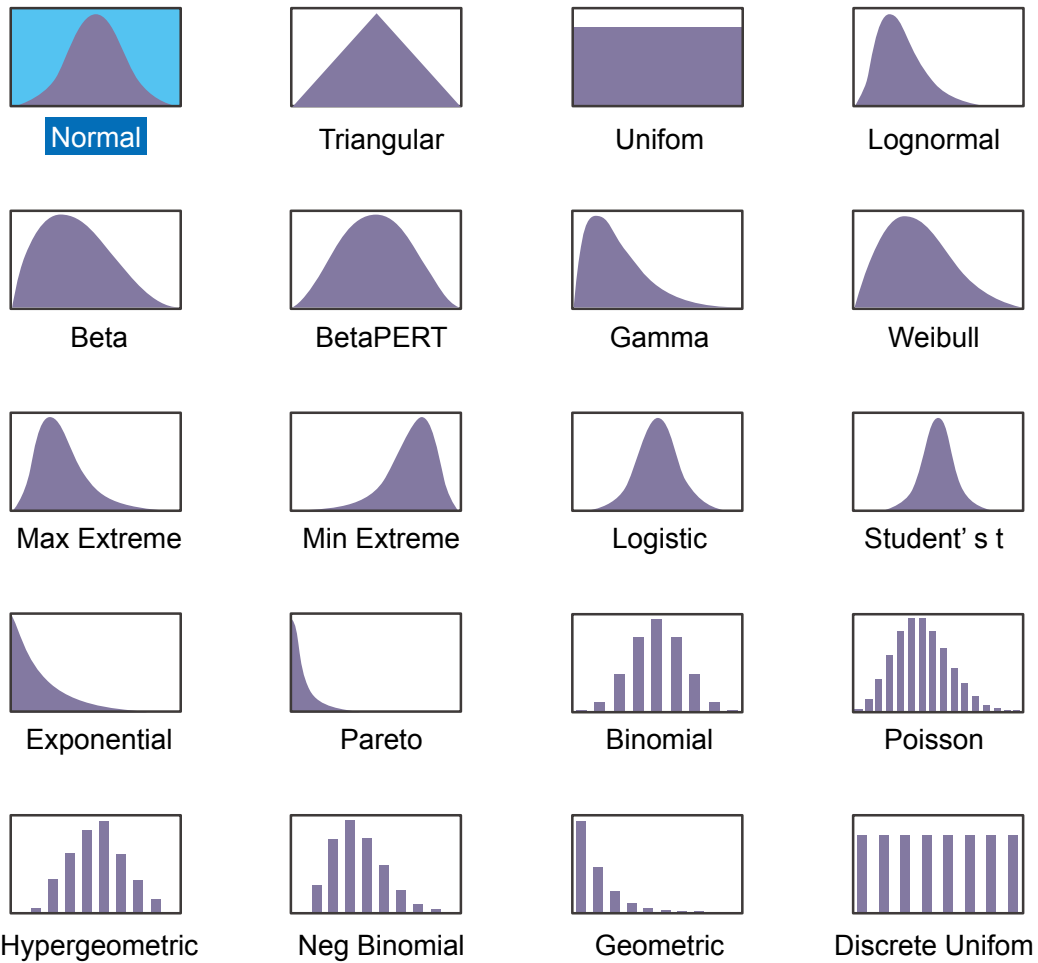 Normal
Triangular
Unifom
Lognormal
Beta
BetaPERT
Gamma
Weibull
Max Extreme
Min Extreme
Logistic
Student’ s t
Exponential
Pareto
Binomial
Poisson
Hypergeometric
Neg Binomial
Geometric
Discrete Unifom